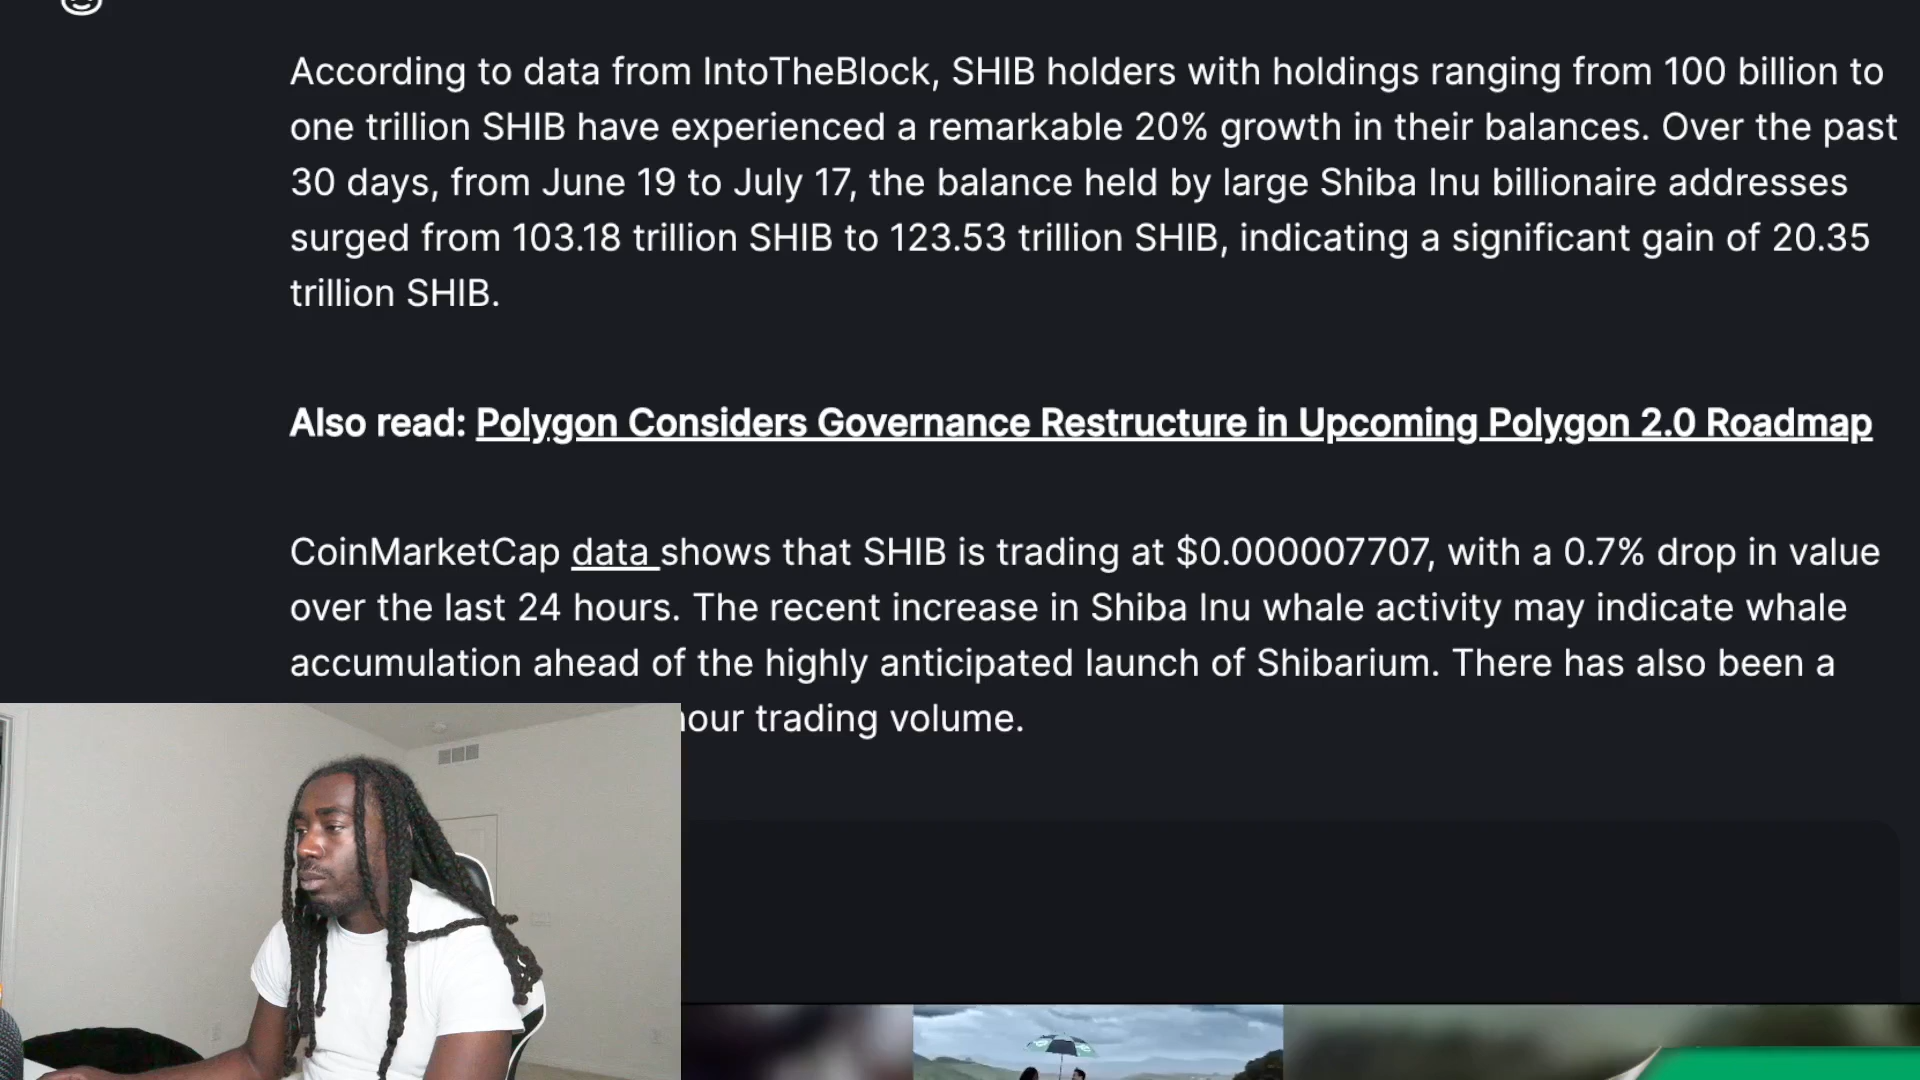 According to data from IntoTheBlock, SHIB holders with holdings ranging from 100 billion to
one trillion SHIB have experienced a remarkable 20% growth in their balances. Over the past
30 days, from June 19 to July 17, the balance held by large Shiba Inu billionaire addresses
surged from 103.18 trillion SHIB to 123.53 trillion SHIB, indicating a significant gain of 20.35
trillion SHIB.
Also read: Polygon Considers Governance Restructure in Upcoming Polygon 2.0 Roadmap
CoinMarketCap data shows that SHIB is trading at $0.000007707, with a 0.7% drop in value
over the last 24 hours. The recent increase in Shiba Inu whale activity may indicate whale
accumulation ahead of the highly anticipated launch of Shibarium. There has also been a
hour trading volume.